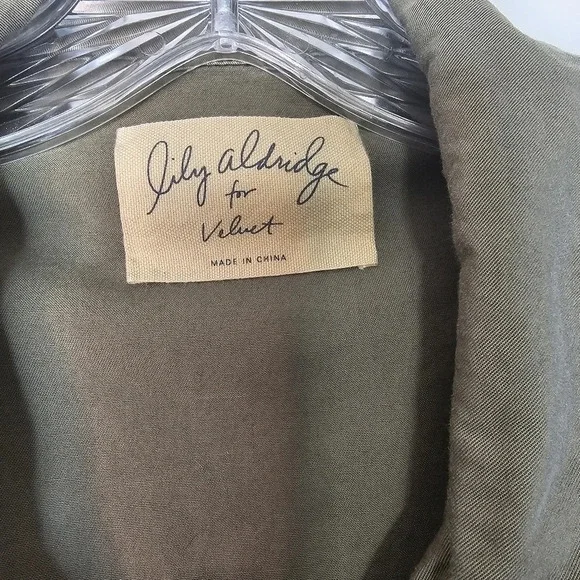 lily aldridge
for
Velvet
MADE IN CHINA